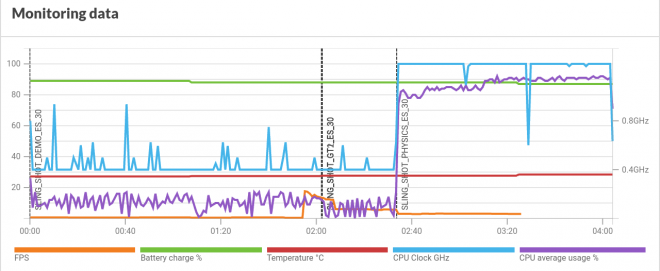 Monitoring data
100
80
60
40
20
0.8GHz
0.4GHz
SLING_SHOT_DEMO_ES_30
SLING_SHOT_GT2_ES_30
SLING_SHOT_PHYSICS_ES_30
00:00 00:40 01:20 02:00 02:40 03:20 04:00
FPS Battery charge % Temperature °C CPU Clock GHz CPU average usage %